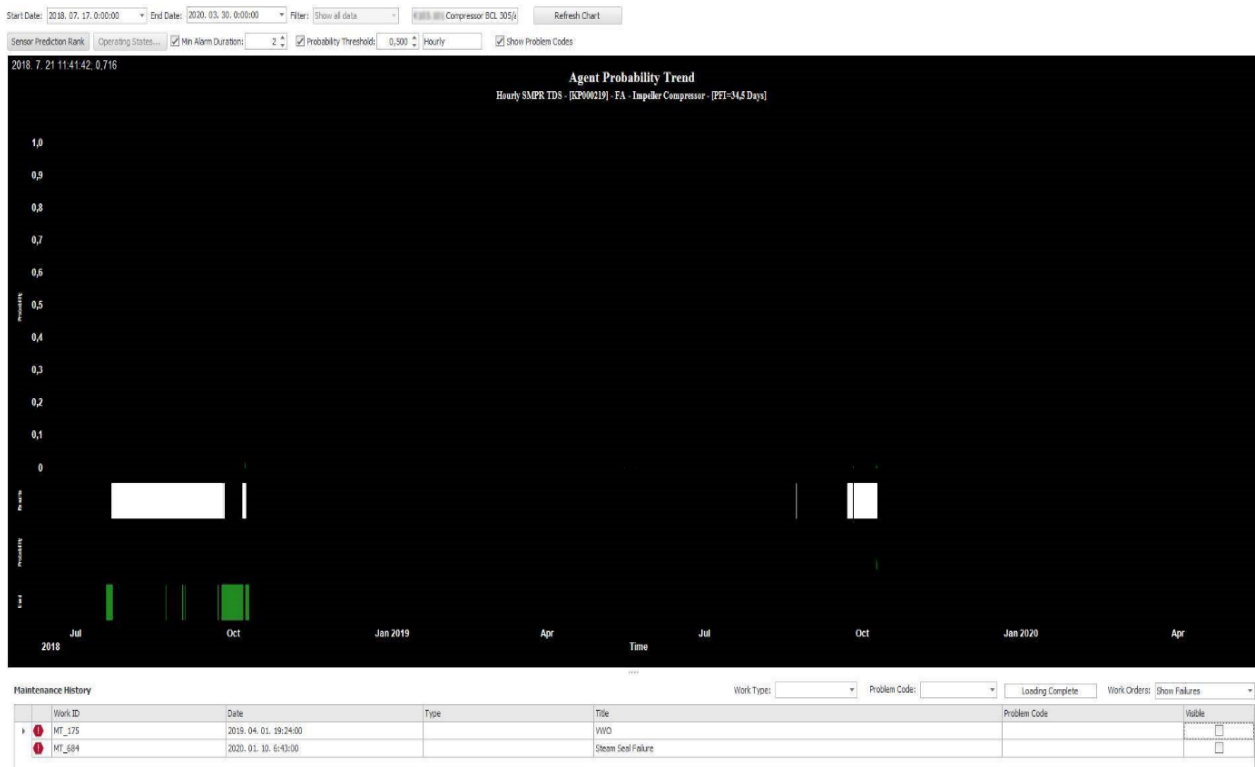 Start Date: 2018. 07. 17. 0:00:00 End Date: 2020. 03. 30. 0:00:00 Filter: Show all data Compressor BCL 305/ Refresh Chart
Sensor Prediction Rank Operating States... Min Alarm Duration: 2 Probability Threshold: 0,500 Hourly Show Problem Codes
2018. 7. 21 11:41:42; 0,716
Agent Probability Trend
Hourly SMPR TDS - [KP000219] - FA - Impeller Compressor - [PFI=34,5 Days]
1,0
0,9
0,8
0,7
0,6
Probability
0,5
0,4
0,3
0,2
0,1
0
Probability
Jul Oct Jan 2019 Apr Jul Oct Jan 2020 Apr
2018 Time
Maintenance History Work Type: Problem Code: Loading Complete Work Orders: Show Failures
Work ID Date Type Title Problem Code Visible
MT_175 2019. 04. 01. 19:24:00 VWO
MT_684 2020. 01. 10. 6:43:00 Steam Seal Failure